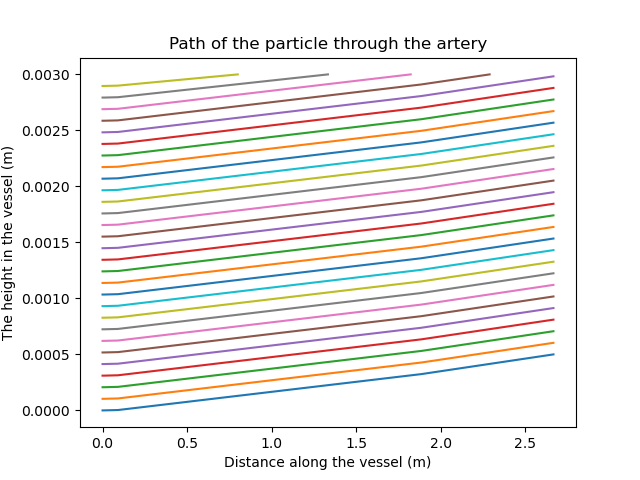 Path of the particle through the artery
The height in the vessel (m)
0.0030
0.0025
0.0020
0.0015
0.0010
0.0005
0.0000
0.0 0.5 1.0 1.5 2.0 2.5
Distance along the vessel (m)